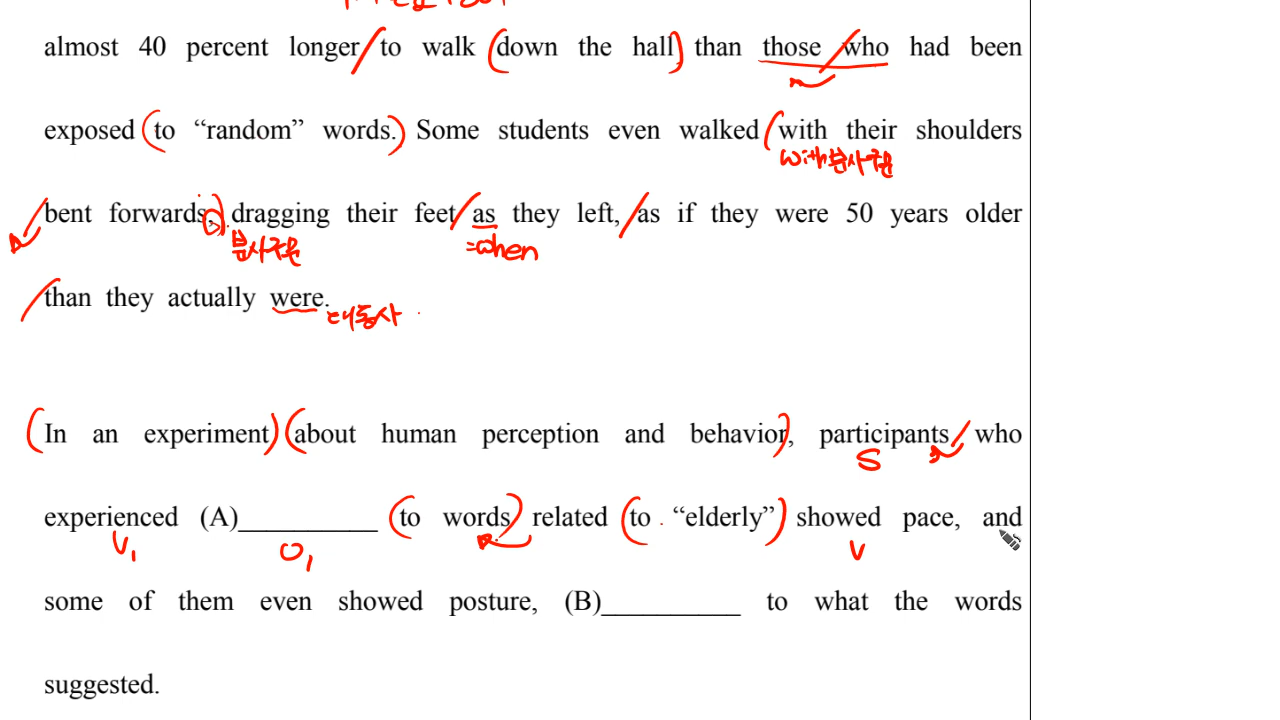 almost 40 percent longer to walk down the hall than those who had been
exposed to “random” words. Some students even walked with their shoulders
with분사구문
bent forwards, dragging their feet as they left, as if they were 50 years older
분사구문 =when
than they actually were.
대동사
In an experiment about human perception and behavior, participants who
S
experienced (A)__________ to words related to “elderly” showed pace, and
V1 O1 V
some of them even showed posture, (B)__________ to what the words
suggested.